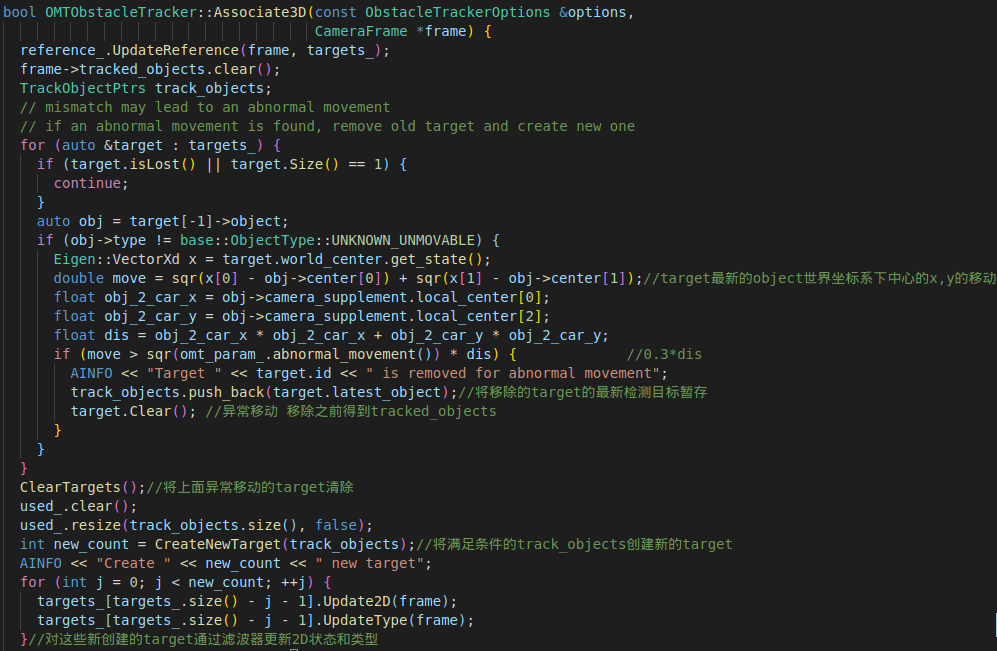 bool OMTObstacleTracker::Associate3D(const ObstacleTrackerOptions &options,
                                     CameraFrame *frame) {
  reference_.UpdateReference(frame, targets_);
  frame->tracked_objects.clear();
  TrackObjectPtrs track_objects;
  // mismatch may lead to an abnormal movement
  // if an abnormal movement is found, remove old target and create new one
  for (auto &target : targets_) {
    if (target.isLost() || target.Size() == 1) {
      continue;
    }
    auto obj = target[-1]->object;
    if (obj->type != base::ObjectType::UNKNOWN_UNMOVABLE) {
      Eigen::VectorXd x = target.world_center.get_state();
      double move = sqr(x[0] - obj->center[0]) + sqr(x[1] - obj->center[1]);//target最新的object世界坐标系下中心的x,y的移动
      float obj_2_car_x = obj->camera_supplement.local_center[0];
      float obj_2_car_y = obj->camera_supplement.local_center[2];
      float dis = obj_2_car_x * obj_2_car_x + obj_2_car_y * obj_2_car_y;
      if (move > sqr(omt_param_.abnormal_movement()) * dis) {             //0.3*dis
        AINFO << "Target " << target.id << " is removed for abnormal movement";
        track_objects.push_back(target.latest_object);//将移除的target的最新检测目标暂存
        target.Clear(); //异常移动 移除之前得到tracked_objects
      }
    }
  }
  ClearTargets();//将上面异常移动的target清除
  used_.clear();
  used_.resize(track_objects.size(), false);
  int new_count = CreateNewTarget(track_objects);//将满足条件的track_objects创建新的target
  AINFO << "Create " << new_count << " new target";
  for (int j = 0; j < new_count; ++j) {
    targets_[targets_.size() - j - 1].Update2D(frame);
    targets_[targets_.size() - j - 1].UpdateType(frame);
  }//对这些新创建的target通过滤波器更新2D状态和类型